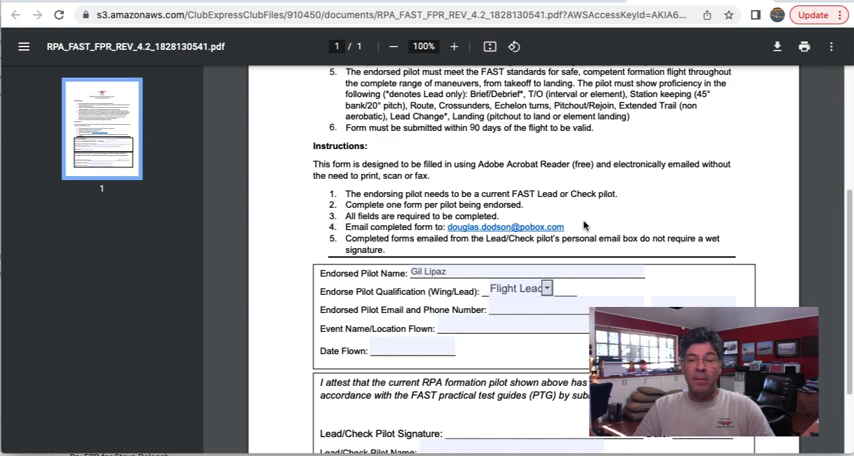 s3.amazonaws.com/ClubExpressClubFiles/910450/documents/RPA_FAST_FPR_REV_4.2_1828130541.pdf?AWSAccessKeyId=AKIA6...
Update
RPA_FAST_FPR_REV_4.2_1828130541.pdf
1 / 1
100%
1
5. The endorsed pilot must meet the FAST standards for safe, competent formation flight throughout
the complete range of maneuvers, from takeoff to landing. The pilot must show proficiency in the
following (*denotes Lead only): Brief/Debrief*, T/O (interval or element), Station keeping (45°
bank/20° pitch), Route, Crossunders, Echelon turns, Pitchout/Rejoin, Extended Trail (non
aerobatic), Lead Change*, Landing (pitchout to land or element landing)
6. Form must be submitted within 90 days of the flight to be valid.
Instructions:
This form is designed to be filled in using Adobe Acrobat Reader (free) and electronically emailed without
the need to print, scan or fax.
1. The endorsing pilot needs to be a current FAST Lead or Check pilot.
2. Complete one form per pilot being endorsed.
3. All fields are required to be completed.
4. Email completed form to: douglas.dodson@pobox.com
5. Completed forms emailed from the Lead/Check pilot's personal email box do not require a wet
signature.
Endorsed Pilot Name: Gil Lipaz
Endorse Pilot Qualification (Wing/Lead): Flight Lead
Endorsed Pilot Email and Phone Number:
Event Name/Location Flown:
Date Flown:
I attest that the current RPA formation pilot shown above has
accordance with the FAST practical test guides (PTG) by
Lead/Check Pilot Signature:
Lead/Check Pilot Name: